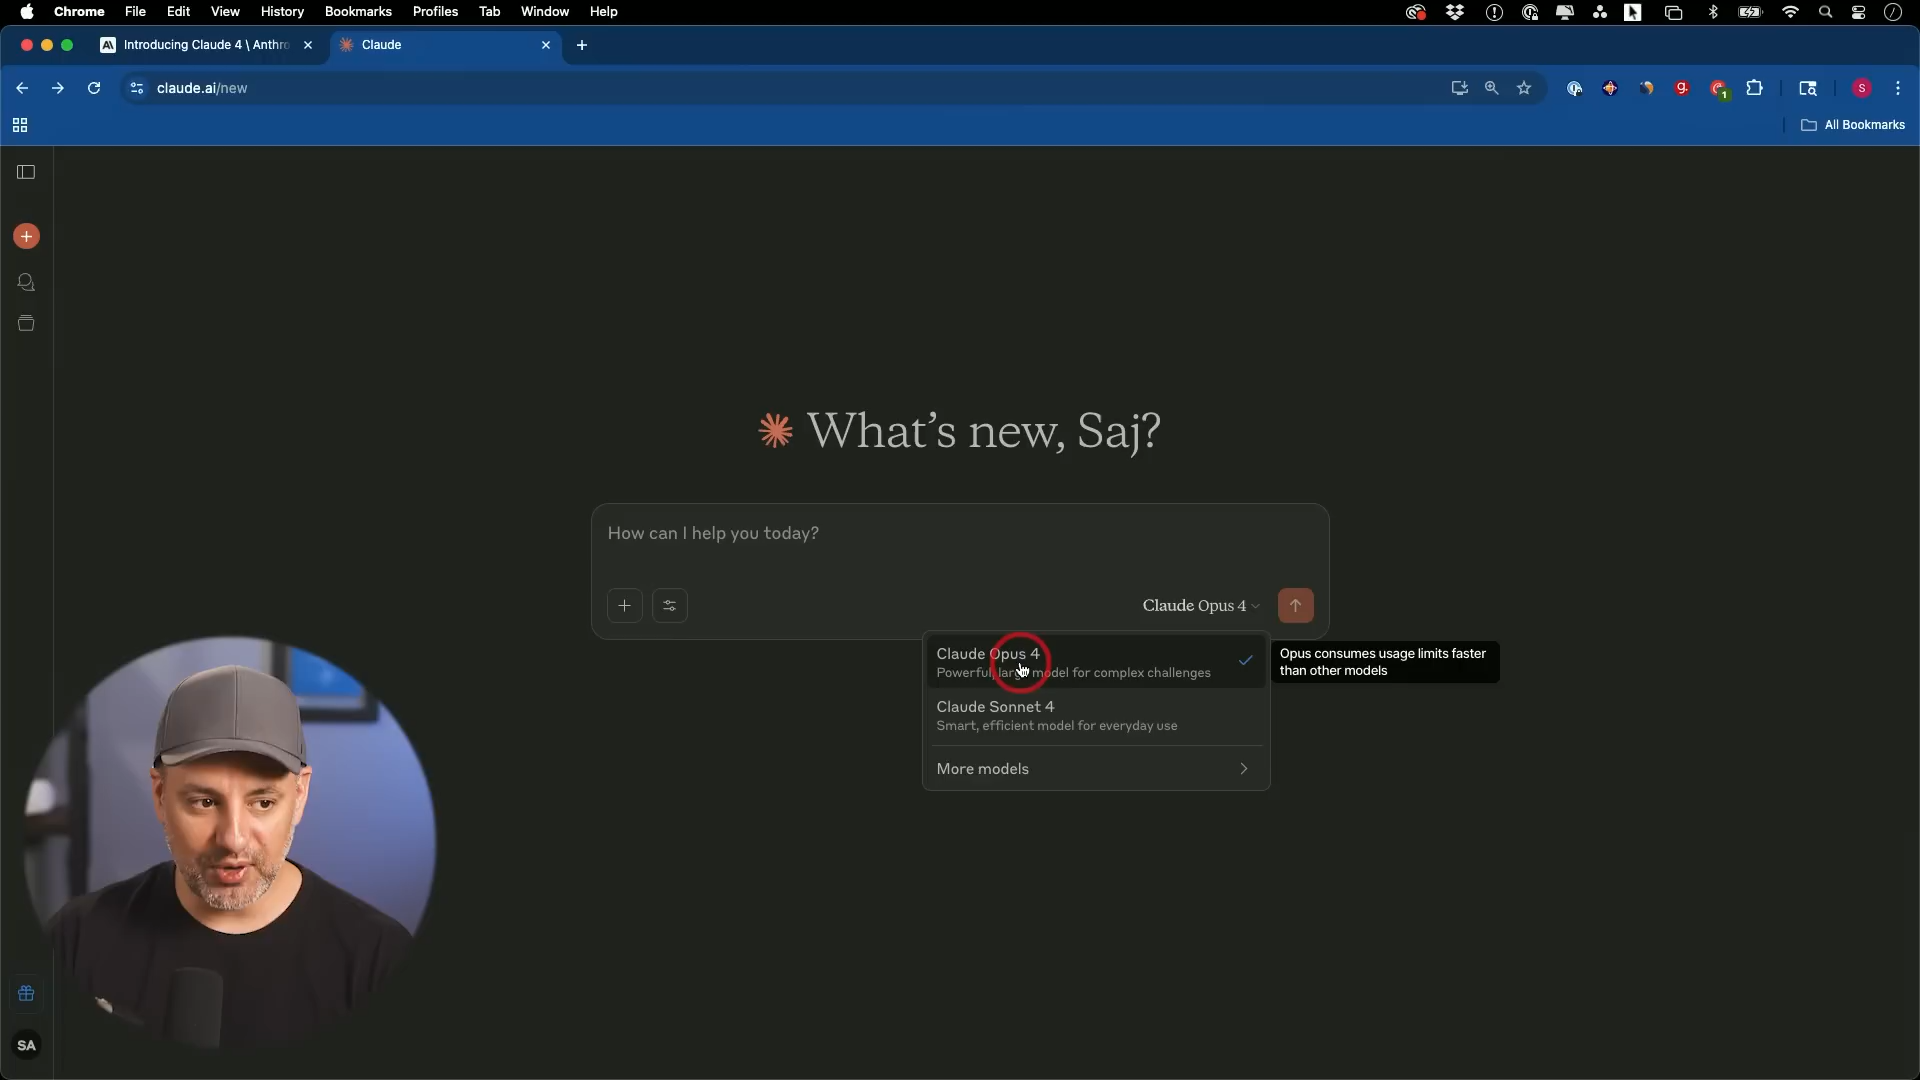 Chrome File Edit View History Bookmarks Profiles Tab Window Help
Introducing Claude 4 \ Anthro
Claude
claude.ai/new
g.
1
S
All Bookmarks
What's new, Saj?
How can I help you today?
Claude Opus 4
Claude Opus 4
Powerful, large model for complex challenges
Opus consumes usage limits faster
than other models
Claude Sonnet 4
Smart, efficient model for everyday use
More models
SA